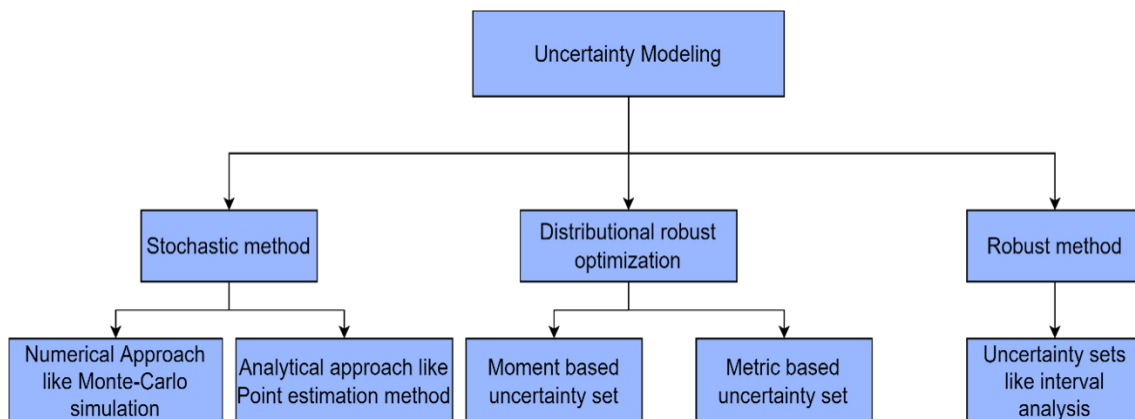 Uncertainty Modeling
Stochastic method
Distributional robust
optimization
Robust method
Numerical Approach
like Monte-Carlo
simulation
Analytical approach like
Point estimation method
Moment based
uncertainty set
Metric based
uncertainty set
Uncertainty sets
like interval
analysis